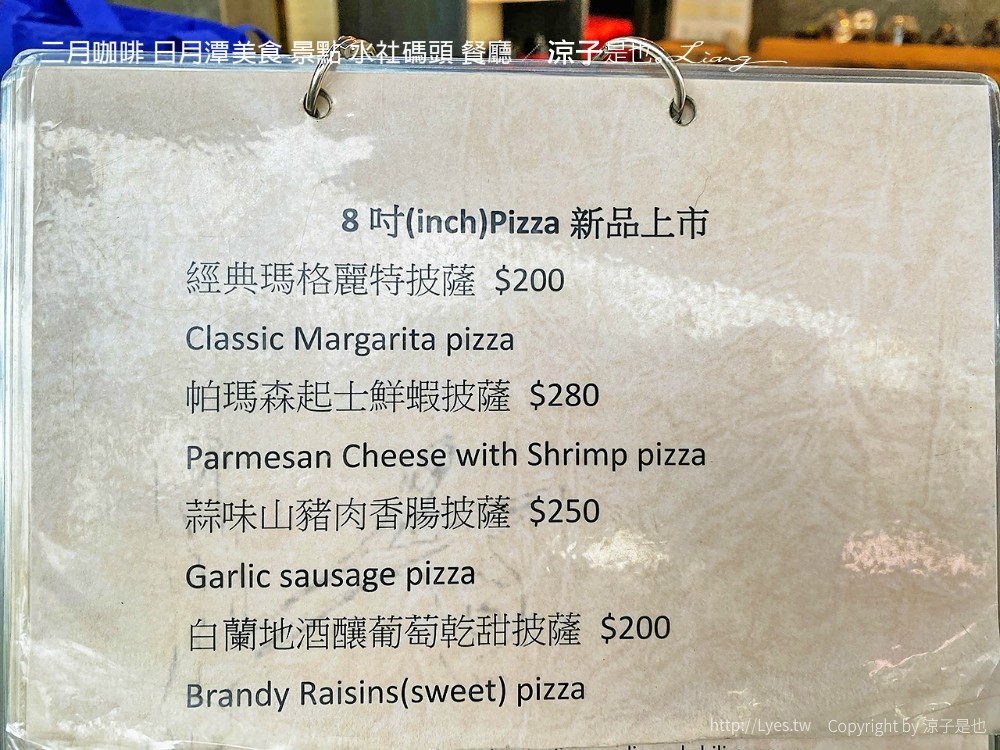 二月咖啡 日月潭美食 景點 水社碼頭 餐廳 / 涼子是也 Liang
8 吋(inch)Pizza 新品上市
經典瑪格麗特披薩 $200
Classic Margarita pizza
帕瑪森起士鮮蝦披薩 $280
Parmesan Cheese with Shrimp pizza
蒜味山豬肉香腸披薩 $250
Garlic sausage pizza
白蘭地酒釀葡萄乾甜披薩 $200
Brandy Raisins(sweet) pizza
http://Lyes.tw Copyright by 涼子是也